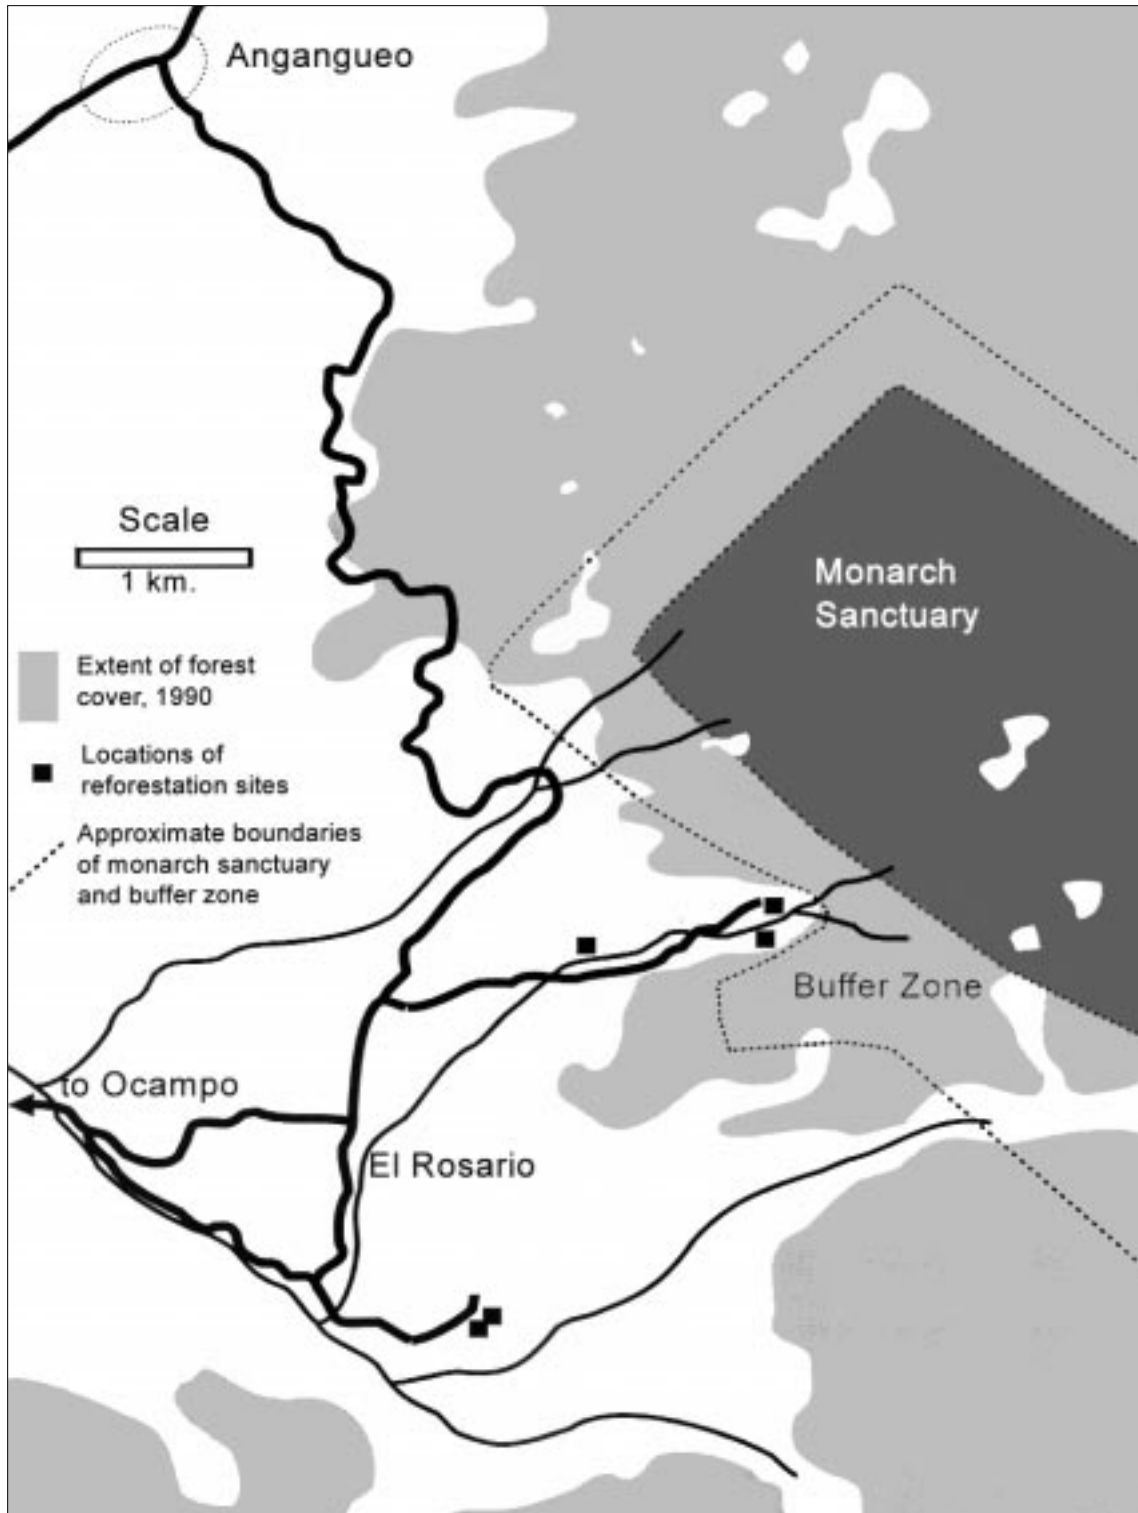 Angangueo
Scale
1 km.
Monarch
Sanctuary
Extent of forest
cover, 1990
Locations of
reforestation sites
Approximate boundaries
of monarch sanctuary
and buffer zone
Buffer Zone
to Ocampo
El Rosario